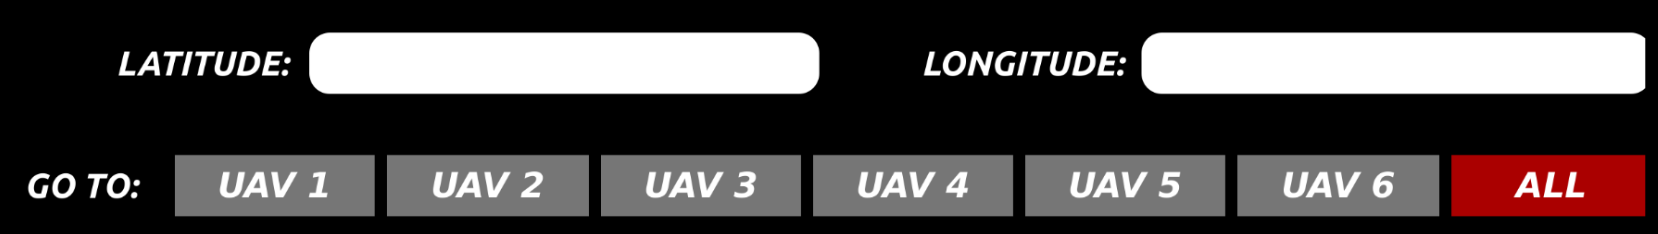 LATITUDE: LONGITUDE:
GO TO: UAV 1 UAV 2 UAV 3 UAV 4 UAV 5 UAV 6 ALL